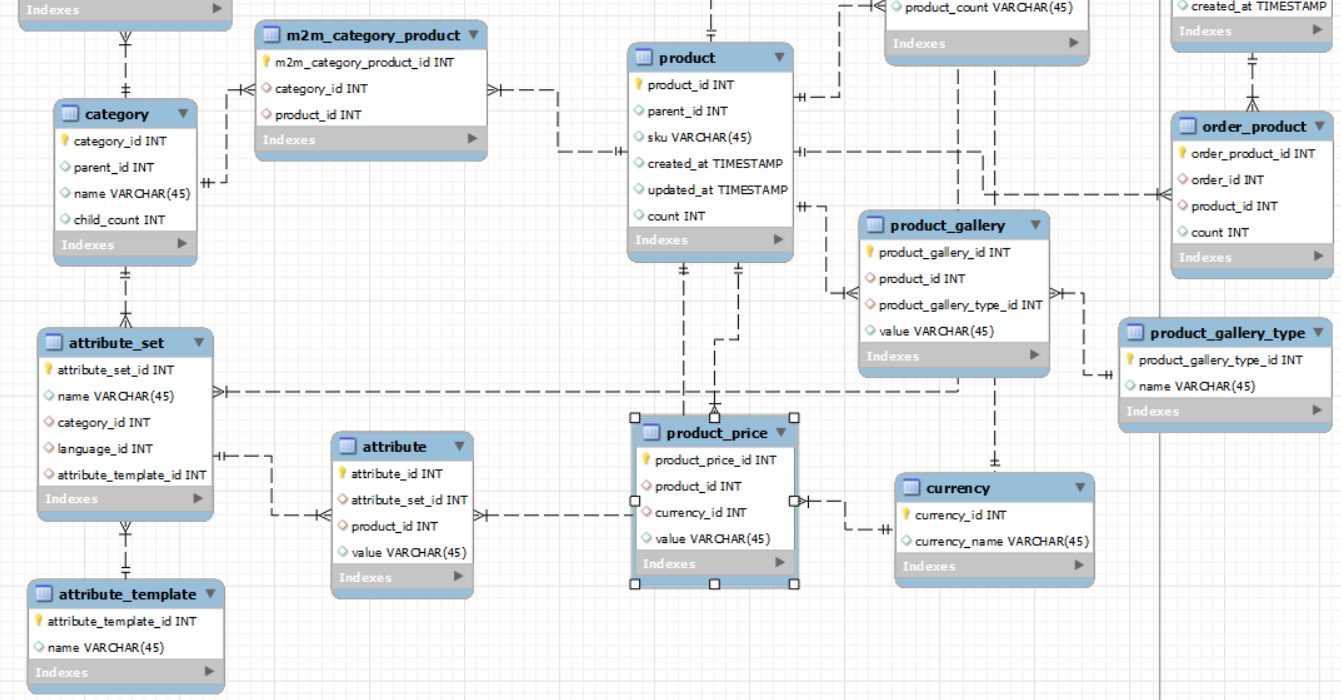 Indexes
m2m_category_product
m2m_category_product_id INT
category_id INT
product_id INT
Indexes
product
product_id INT
parent_id INT
sku VARCHAR(45)
created_at TIMESTAMP
updated_at TIMESTAMP
count INT
Indexes
product_count VARCHAR(45)
Indexes
created_at TIMESTAMP
Indexes
category
category_id INT
parent_id INT
name VARCHAR(45)
child_count INT
Indexes
order_product
order_product_id INT
order_id INT
product_id INT
count INT
Indexes
product_gallery
product_gallery_id INT
product_id INT
product_gallery_type_id INT
value VARCHAR(45)
Indexes
product_gallery_type
product_gallery_type_id INT
name VARCHAR(45)
Indexes
attribute_set
attribute_set_id INT
name VARCHAR(45)
category_id INT
language_id INT
attribute_template_id INT
Indexes
attribute
attribute_id INT
attribute_set_id INT
product_id INT
value VARCHAR(45)
Indexes
product_price
product_price_id INT
product_id INT
currency_id INT
value VARCHAR(45)
Indexes
currency
currency_id INT
currency_name VARCHAR(45)
Indexes
attribute_template
attribute_template_id INT
name VARCHAR(45)
Indexes